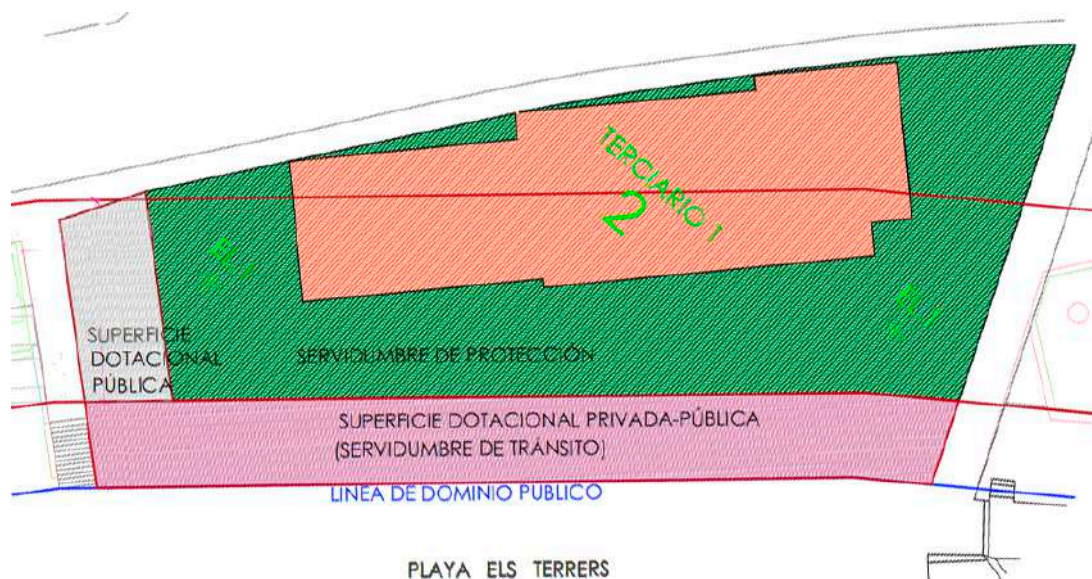 TERCIARIO 1
2
SUPERFICIE
DOTACIONAL
PÚBLICA
SERVIDUMBRE DE PROTECCIÓN
SUPERFICIE DOTACIONAL PRIVADA-PÚBLICA
(SERVIDUMBRE DE TRÁNSITO)
LINEA DE DOMINIO PÚBLICO
PLAYA ELS TERRERS